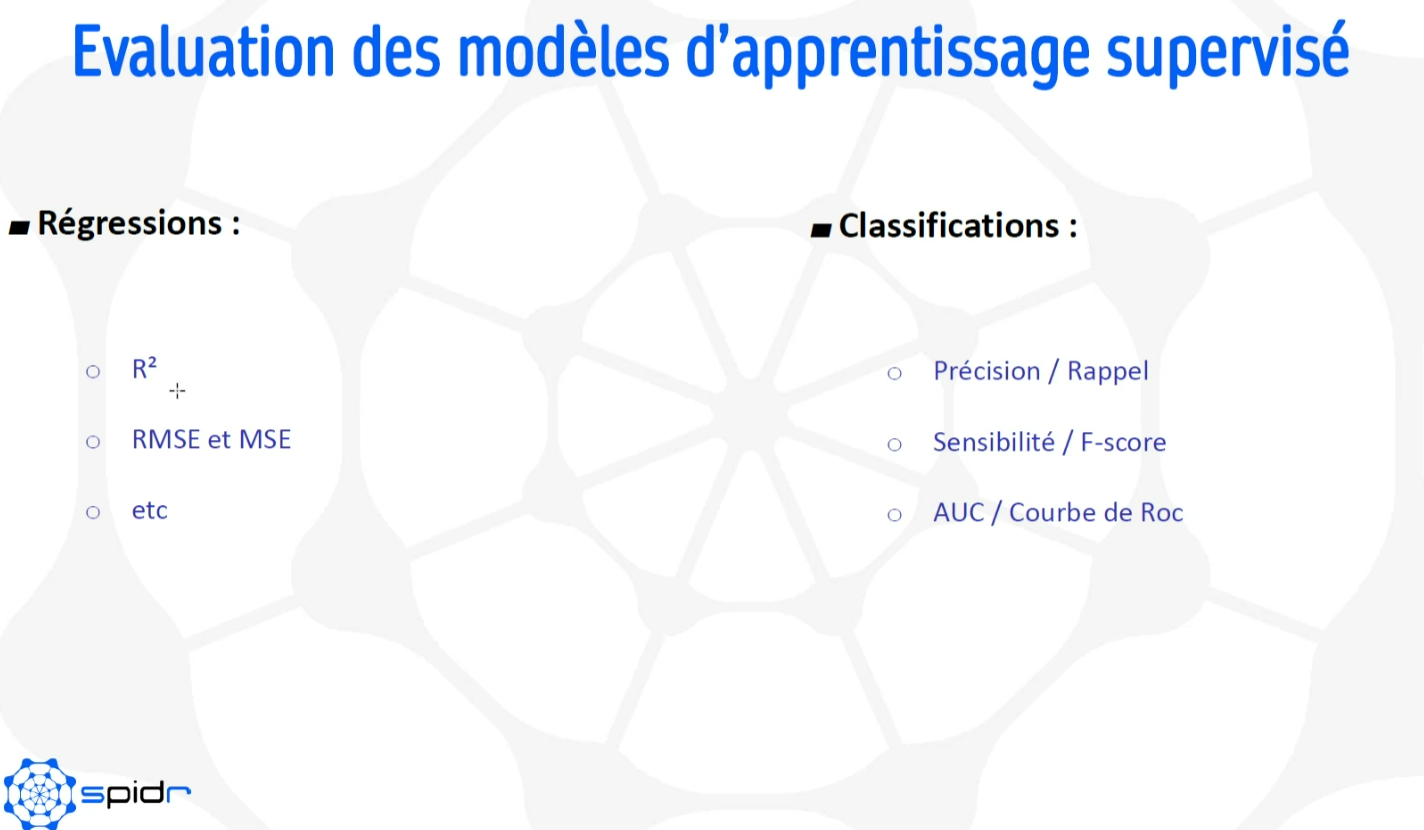 Evaluation des modèles d’apprentissage supervisé
Régressions :
R²
RMSE et MSE
etc
Classifications :
Précision / Rappel
Sensibilité / F-score
AUC / Courbe de Roc
spidr